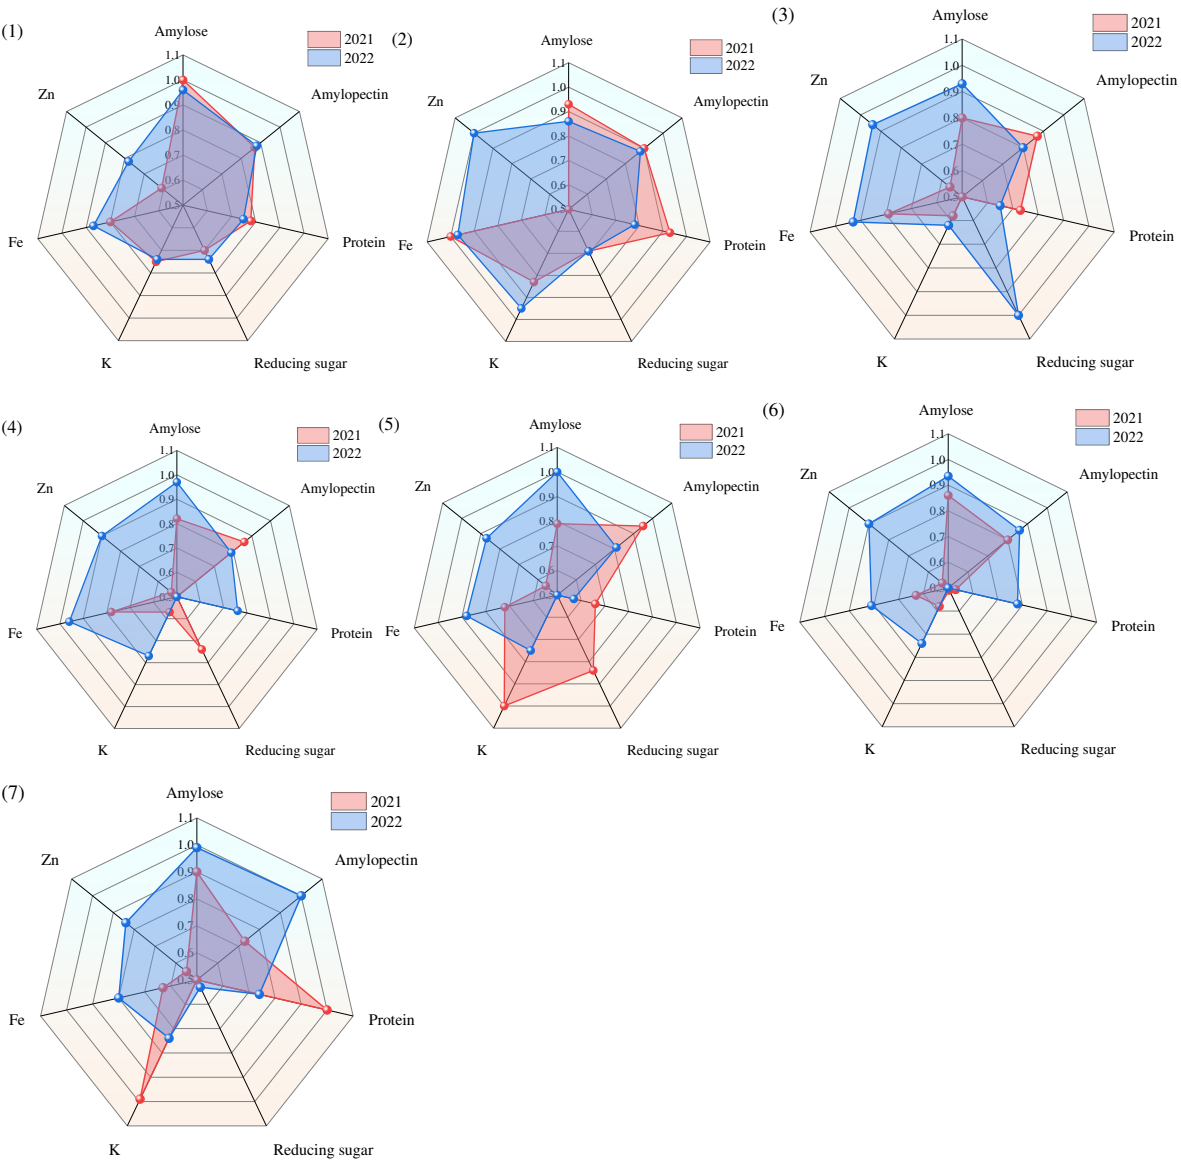 (1)
Amylose
2021
2022
Zn
Amylopectin
1.1
1.0
0.9
0.8
0.7
0.6
0.5
Fe
Protein
K
Reducing sugar
(2)
Amylose
2021
2022
Zn
Amylopectin
1.1
1.0
0.9
0.8
0.7
0.6
0.5
Fe
Protein
K
Reducing sugar
(3)
Amylose
2021
2022
Zn
Amylopectin
1.1
1.0
0.9
0.8
0.7
0.6
0.5
Fe
Protein
K
Reducing sugar
(4)
Amylose
2021
2022
Zn
Amylopectin
1.1
1.0
0.9
0.8
0.7
0.6
0.5
Fe
Protein
K
Reducing sugar
(5)
Amylose
2021
2022
Zn
Amylopectin
1.1
1.0
0.9
0.8
0.7
0.6
0.5
Fe
Protein
K
Reducing sugar
(6)
Amylose
2021
2022
Zn
Amylopectin
1.1
1.0
0.9
0.8
0.7
0.6
0.5
Fe
Protein
K
Reducing sugar
(7)
Amylose
2021
2022
Zn
Amylopectin
1.1
1.0
0.9
0.8
0.7
0.6
0.5
Fe
Protein
K
Reducing sugar